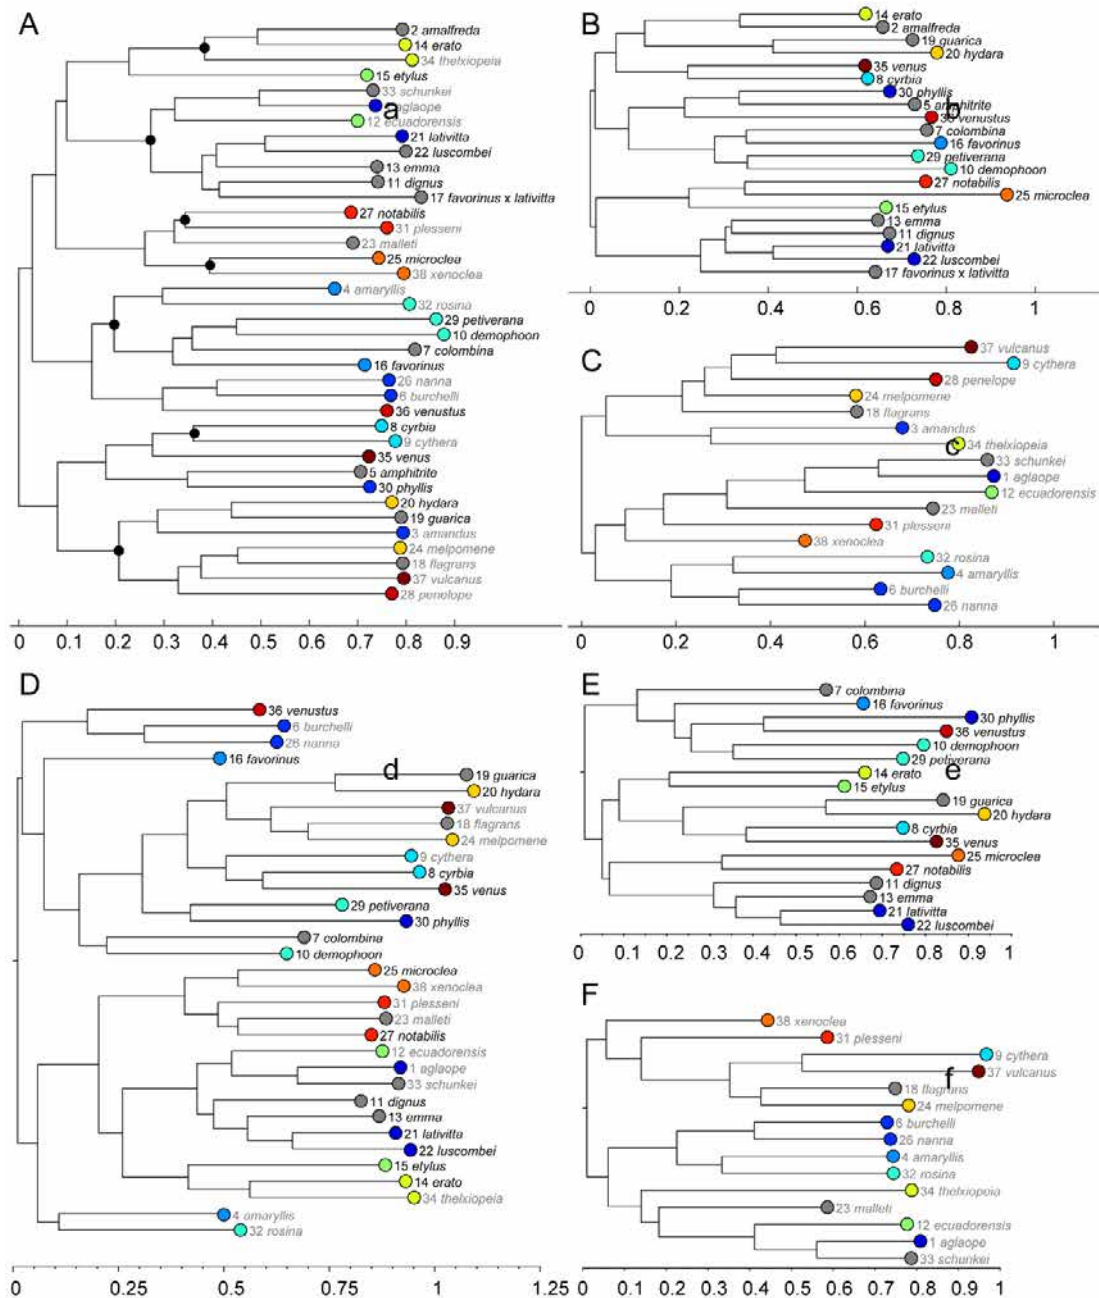 A
2 amalfreda
14 erato
34 thelxiopeia
15 etylus
33 schunkei
a
aglaope
12 ecuadorensis
21 lativitta
22 luscombei
13 emma
11 dignus
17 favorinus x lativitta
27 notabilis
31 plesseni
23 malleti
25 microclea
38 xenoclea
4 amaryllis
32 rosina
29 petiverana
10 demophoon
7 colombina
16 favorinus
26 nanna
6 burchelli
36 venustus
8 cyrbia
9 cythera
35 venus
5 amphitrite
30 phyllis
20 hydara
19 guarica
3 amandus
24 melpomene
18 flagrans
37 vulcanus
28 penelope
0 0.1 0.2 0.3 0.4 0.5 0.6 0.7 0.8 0.9
B
14 erato
2 amalfreda
19 guarica
20 hydara
35 venus
8 cyrbia
30 phyllis
5 amphitrite
b
36 venustus
7 colombina
16 favorinus
29 petiverana
10 demophoon
27 notabilis
25 microclea
15 etylus
13 emma
11 dignus
21 lativitta
22 luscombei
17 favorinus x lativitta
0 0.2 0.4 0.6 0.8 1
C
37 vulcanus
9 cythera
28 penelope
24 melpomene
18 flagrans
3 amandus
34 thelxiopeia
c
33 schunkei
1 aglaope
12 ecuadorensis
23 malleti
31 plesseni
38 xenoclea
32 rosina
4 amaryllis
6 burchelli
26 nanna
0 0.2 0.4 0.6 0.8 1
D
36 venustus
6 burchelli
26 nanna
16 favorinus
d
19 guarica
20 hydara
37 vulcanus
18 flagrans
24 melpomene
9 cythera
8 cyrbia
35 venus
29 petiverana
30 phyllis
7 colombina
10 demophoon
25 microclea
38 xenoclea
31 plesseni
23 malleti
27 notabilis
12 ecuadorensis
1 aglaope
33 schunkei
11 dignus
13 emma
21 lativitta
22 luscombei
15 etylus
14 erato
34 thelxiopeia
4 amaryllis
32 rosina
0 0.25 0.5 0.75 1 1.25
E
7 colombina
16 favorinus
30 phyllis
36 venustus
10 demophoon
29 petiverana
e
14 erato
15 etylus
19 guarica
20 hydara
8 cyrbia
35 venus
25 microclea
27 notabilis
11 dignus
13 emma
21 lativitta
22 luscombei
0 0.1 0.2 0.3 0.4 0.5 0.6 0.7 0.8 0.9 1
F
38 xenoclea
31 plesseni
9 cythera
37 vulcanus
f
18 flagrans
24 melpomene
6 burchelli
26 nanna
4 amaryllis
32 rosina
34 thelxiopeia
23 malleti
12 ecuadorensis
1 aglaope
33 schunkei
0 0.1 0.2 0.3 0.4 0.5 0.6 0.7 0.8 0.9 1